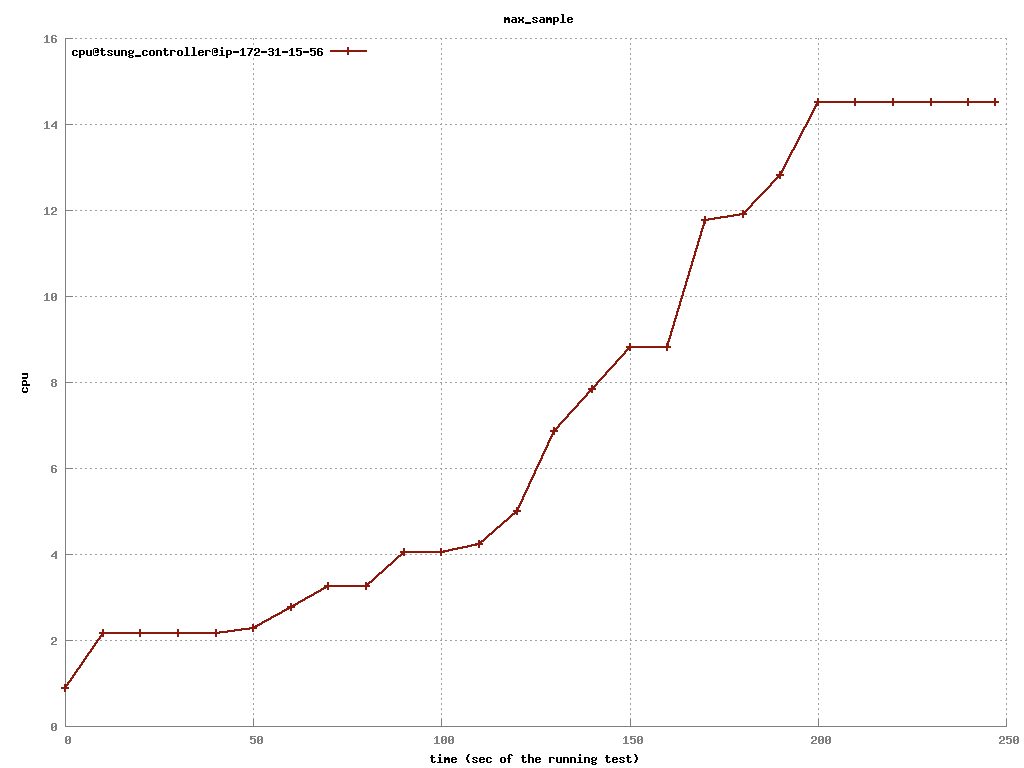 max_sample
cpu@tsung_controller@ip-172-31-15-56
16
14
12
10
8
6
4
2
0
cpu
0 50 100 150 200 250
time (sec of the running test)